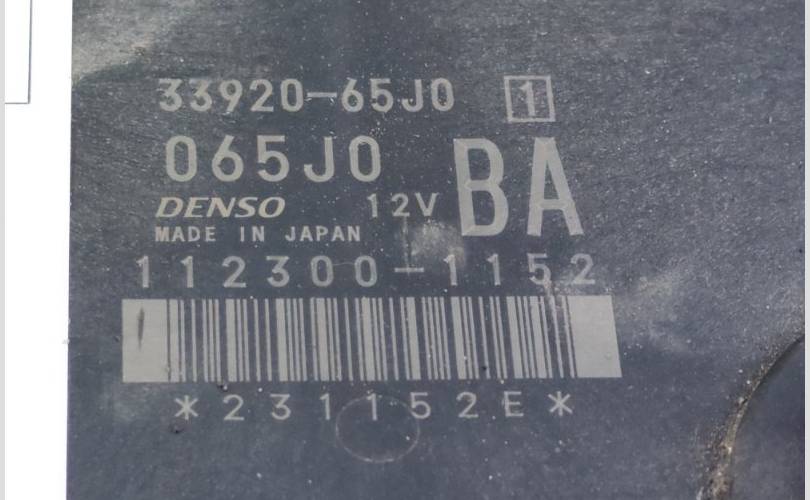 33920-65J0 1
065J0 BA
DENSO 12V
MADE IN JAPAN
112300-1152
*231152E*